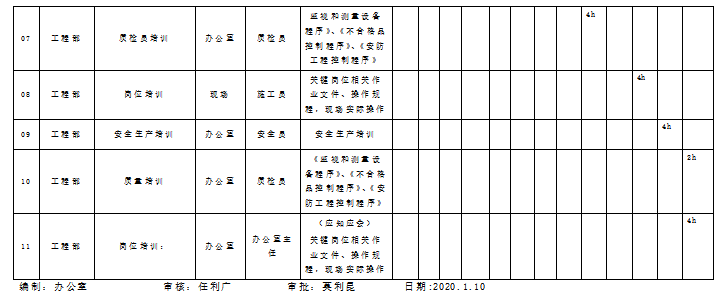 监视和测量设备 4h
程序》、《不合格品
07 工程部 质检员培训 办公室 质检员 控制程序》、《安防
工程控制程序》
关键岗位相关作 4h
08 工程部 岗位培训 现场 施工员 业文件、操作规
程,现场实际操作
09 工程部 安全生产培训 办公室 安全员 安全生产培训 4h
《监视和测量设 2h
备程序》、《不合格
10 工程部 质量培训 办公室 质检员 品控制程序》、《安
防工程控制程序》
(应知应会) 4h
11 工程部 岗位培训: 办公室 办公室主任 关键岗位相关作
业文件、操作规
程,现场实际操作
编制:办公室 审核:任利广 审批:莫利昆 日期:2020.1.10